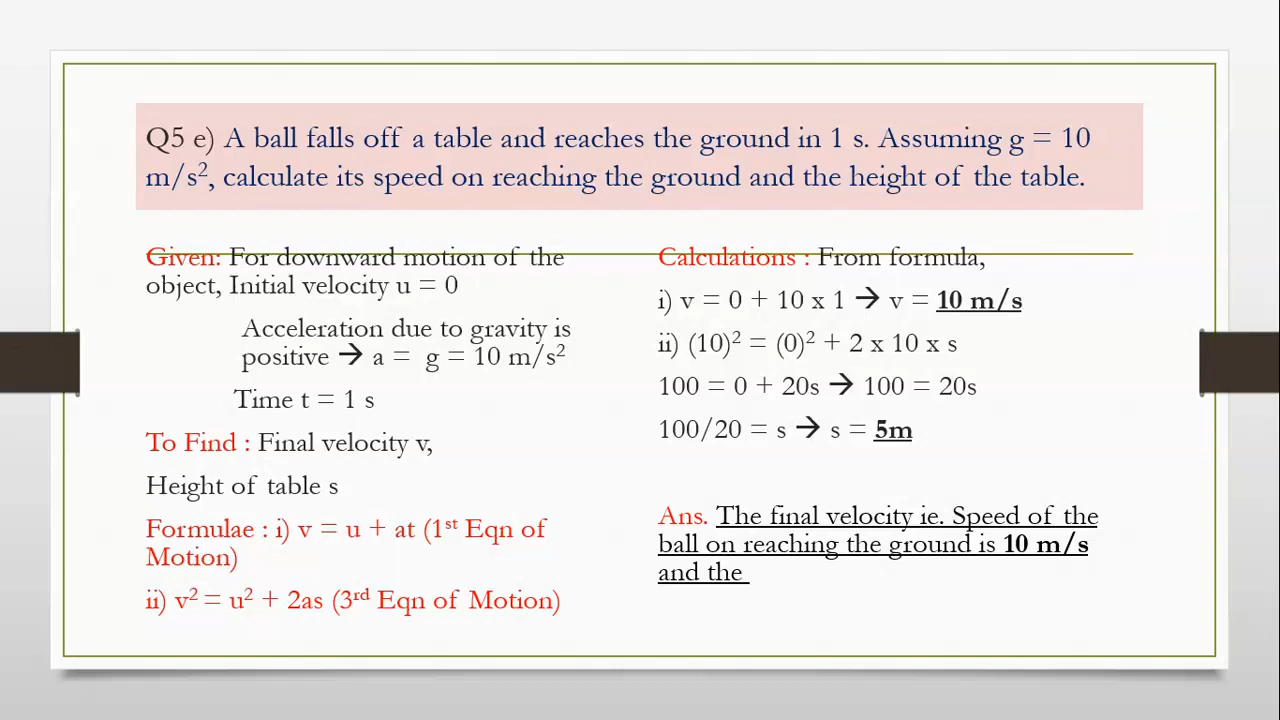 Q5 e) A ball falls off a table and reaches the ground in 1 s. Assuming g = 10
m/s², calculate its speed on reaching the ground and the height of the table.
Given: For downward motion of the
object, Initial velocity u = 0
Acceleration due to gravity is
positive → a = g = 10 m/s²
Time t = 1 s
To Find : Final velocity v,
Height of table s
Formulae : i) v = u + at (1st Eqn of
Motion)
ii) v² = u² + 2as (3rd Eqn of Motion)
Calculations : From formula,
i) v = 0 + 10 x 1 → v = 10 m/s
ii) (10)² = (0)² + 2 x 10 x s
100 = 0 + 20s → 100 = 20s
100/20 = s → s = 5m
Ans. The final velocity ie. Speed of the
ball on reaching the ground is 10 m/s
and the